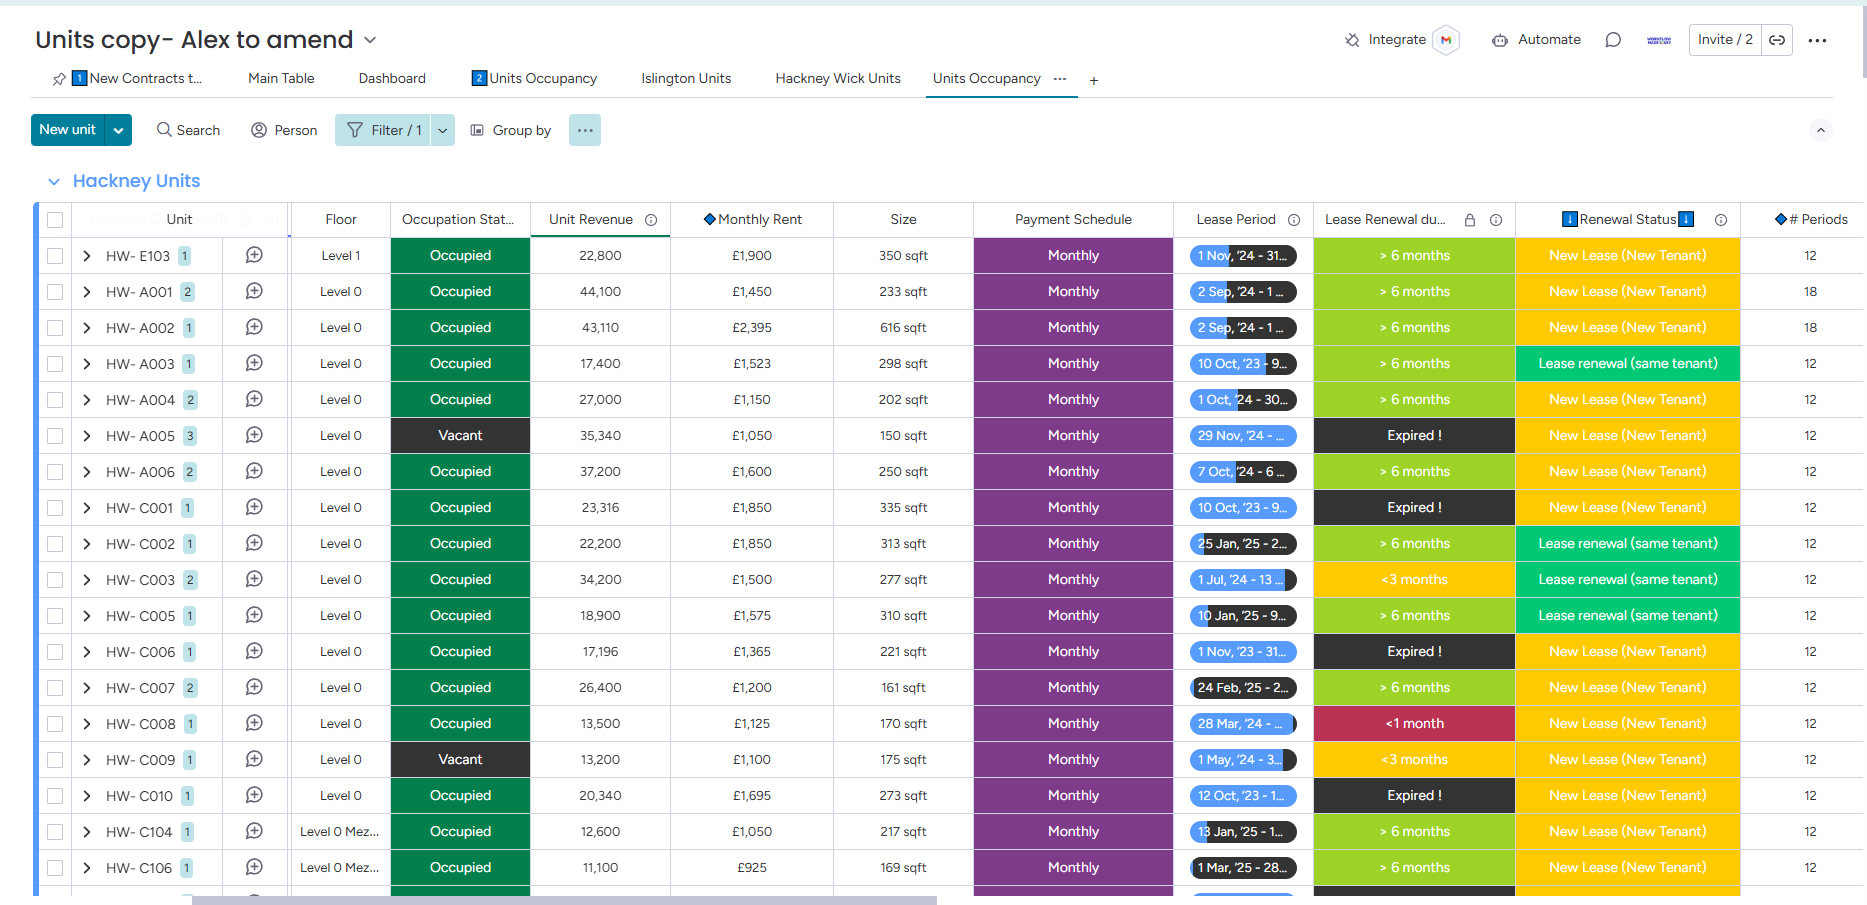 Units copy- Alex to amend
Integrate
Automate
Invite / 2
1 New Contracts t...
Main Table
Dashboard
2 Units Occupancy
Islington Units
Hackney Wick Units
Units Occupancy
New unit
Search
Person
Filter / 1
Group by
Hackney Units
Unit Floor Occupation Stat... Unit Revenue Monthly Rent Size Payment Schedule Lease Period Lease Renewal du... Renewal Status # Periods
HW- E103 1 Level 1 Occupied 22,800 £1,900 350 sqft Monthly 1 Nov, '24 - 31... > 6 months New Lease (New Tenant) 12
HW- A001 2 Level 0 Occupied 44,100 £1,450 233 sqft Monthly 2 Sep, '24 - 1 ... > 6 months New Lease (New Tenant) 18
HW- A002 1 Level 0 Occupied 43,110 £2,395 616 sqft Monthly 2 Sep, '24 - 1 ... > 6 months New Lease (New Tenant) 18
HW- A003 1 Level 0 Occupied 17,400 £1,523 298 sqft Monthly 10 Oct, '23 - 9... > 6 months Lease renewal (same tenant) 12
HW- A004 2 Level 0 Occupied 27,000 £1,150 202 sqft Monthly 1 Oct, '24 - 30... > 6 months New Lease (New Tenant) 12
HW- A005 3 Level 0 Vacant 35,340 £1,050 150 sqft Monthly 29 Nov, '24 - ... Expired ! New Lease (New Tenant) 12
HW- A006 2 Level 0 Occupied 37,200 £1,600 250 sqft Monthly 7 Oct, '24 - 6 ... > 6 months New Lease (New Tenant) 12
HW- C001 1 Level 0 Occupied 23,316 £1,850 335 sqft Monthly 10 Oct, '23 - 9... Expired ! New Lease (New Tenant) 12
HW- C002 1 Level 0 Occupied 22,200 £1,850 313 sqft Monthly 25 Jan, '25 - 2... > 6 months Lease renewal (same tenant) 12
HW- C003 2 Level 0 Occupied 34,200 £1,500 277 sqft Monthly 1 Jul, '24 - 13 ... <3 months Lease renewal (same tenant) 12
HW- C005 1 Level 0 Occupied 18,900 £1,575 310 sqft Monthly 10 Jan, '25 - 9... > 6 months Lease renewal (same tenant) 12
HW- C006 1 Level 0 Occupied 17,196 £1,365 221 sqft Monthly 1 Nov, '23 - 31... Expired ! New Lease (New Tenant) 12
HW- C007 2 Level 0 Occupied 26,400 £1,200 161 sqft Monthly 24 Feb, '25 - 2... > 6 months New Lease (New Tenant) 12
HW- C008 1 Level 0 Occupied 13,500 £1,125 170 sqft Monthly 28 Mar, '24 - ... <1 month New Lease (New Tenant) 12
HW- C009 1 Level 0 Vacant 13,200 £1,100 175 sqft Monthly 1 May, '24 - 3... <3 months New Lease (New Tenant) 12
HW- C010 1 Level 0 Occupied 20,340 £1,695 273 sqft Monthly 12 Oct, '23 - 1... Expired ! New Lease (New Tenant) 12
HW- C104 1 Level 0 Mez... Occupied 12,600 £1,050 217 sqft Monthly 13 Jan, '25 - 1... > 6 months New Lease (New Tenant) 12
HW- C106 1 Level 0 Mez... Occupied 11,100 £925 169 sqft Monthly 1 Mar, '25 - 28... > 6 months New Lease (New Tenant) 12